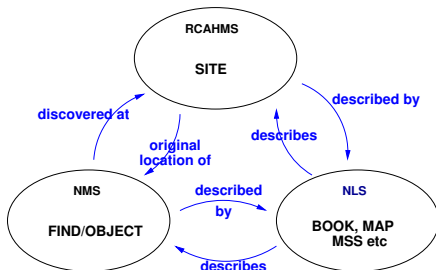 RCAHMS
SITE
discovered at
described by
original
location of
describes
NMS
FIND/OBJECT
described
by
NLS
BOOK, MAP
MSS etc
describes